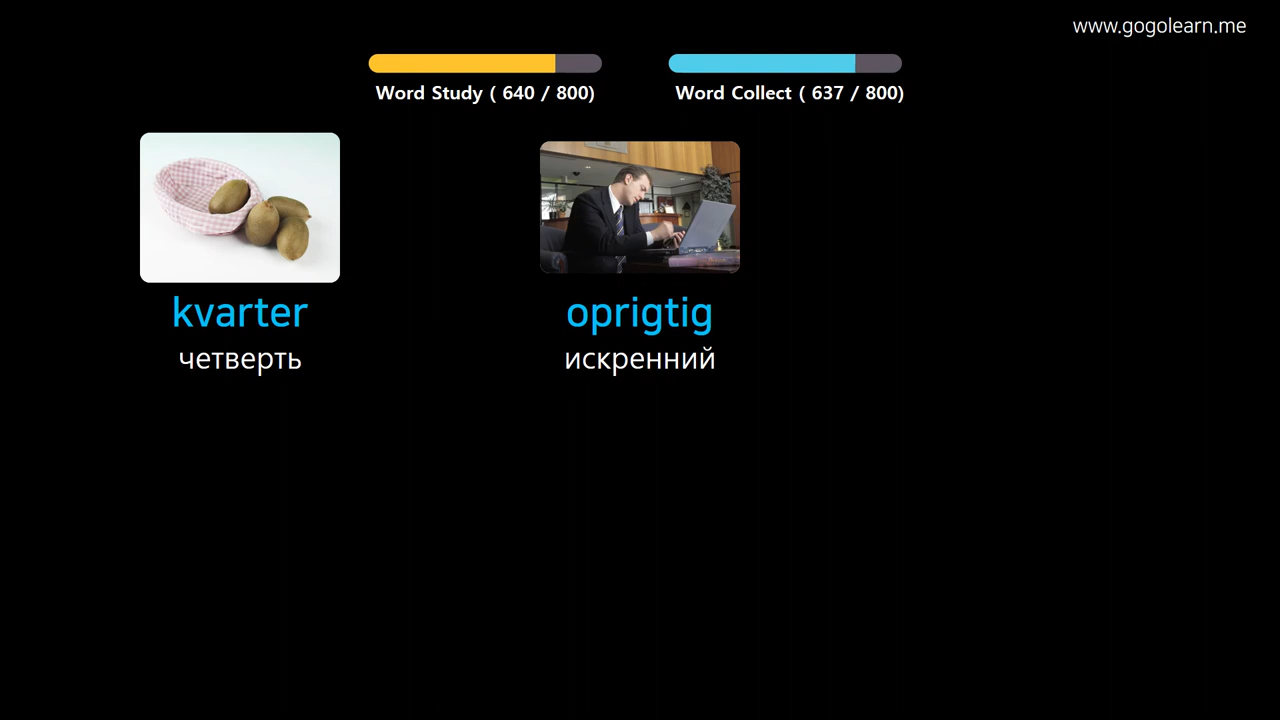 www.gogolearn.me
Word Study ( 640 / 800)
Word Collect ( 637 / 800)
kvarter
четверть
oprigtig
искренний